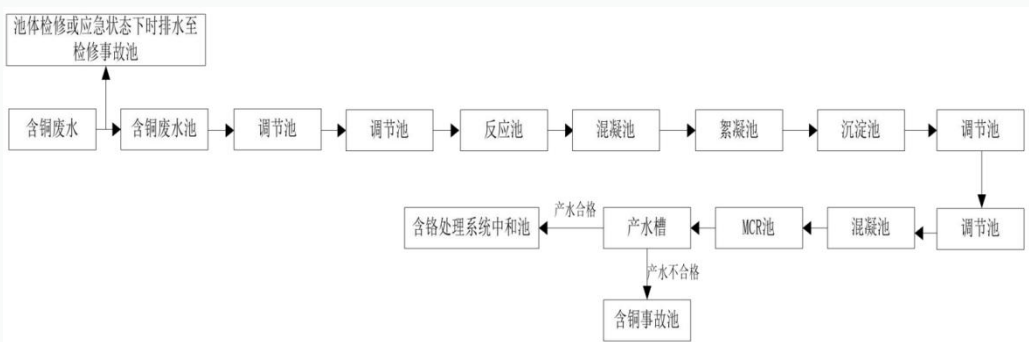 池体检修或应急状态下时排水至
检修事故池
含铜废水
含铜废水池
调节池
调节池
反应池
混凝池
絮凝池
沉淀池
调节池
含铬处理系统中和池
产水合格
产水槽
MCR池
混凝池
调节池
产水不合格
含铜事故池